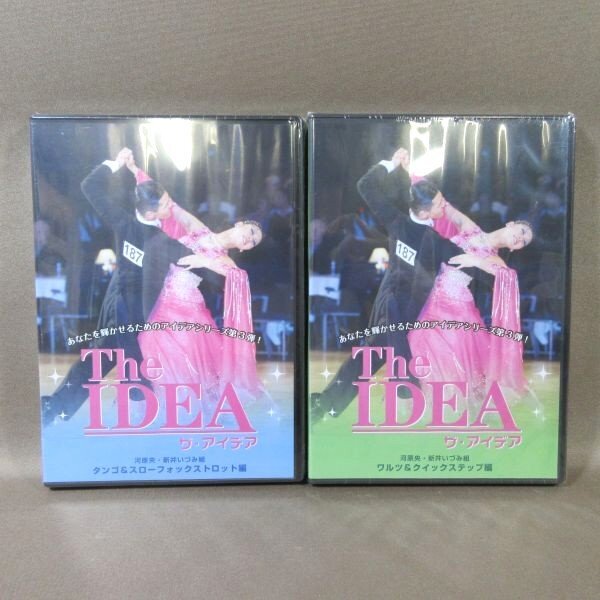 187
あなたを輝かせるためのアイデアシリーズ第3弾！
The
IDEA
ザ・アイデア
河原央・新井いづみ組
タンゴ&スローフォックストロット編
187
あなたを輝かせるためのアイデアシリーズ第3弾！
The
IDEA
ザ・アイデア
河原央・新井いづみ組
ワルツ&クイックステップ編